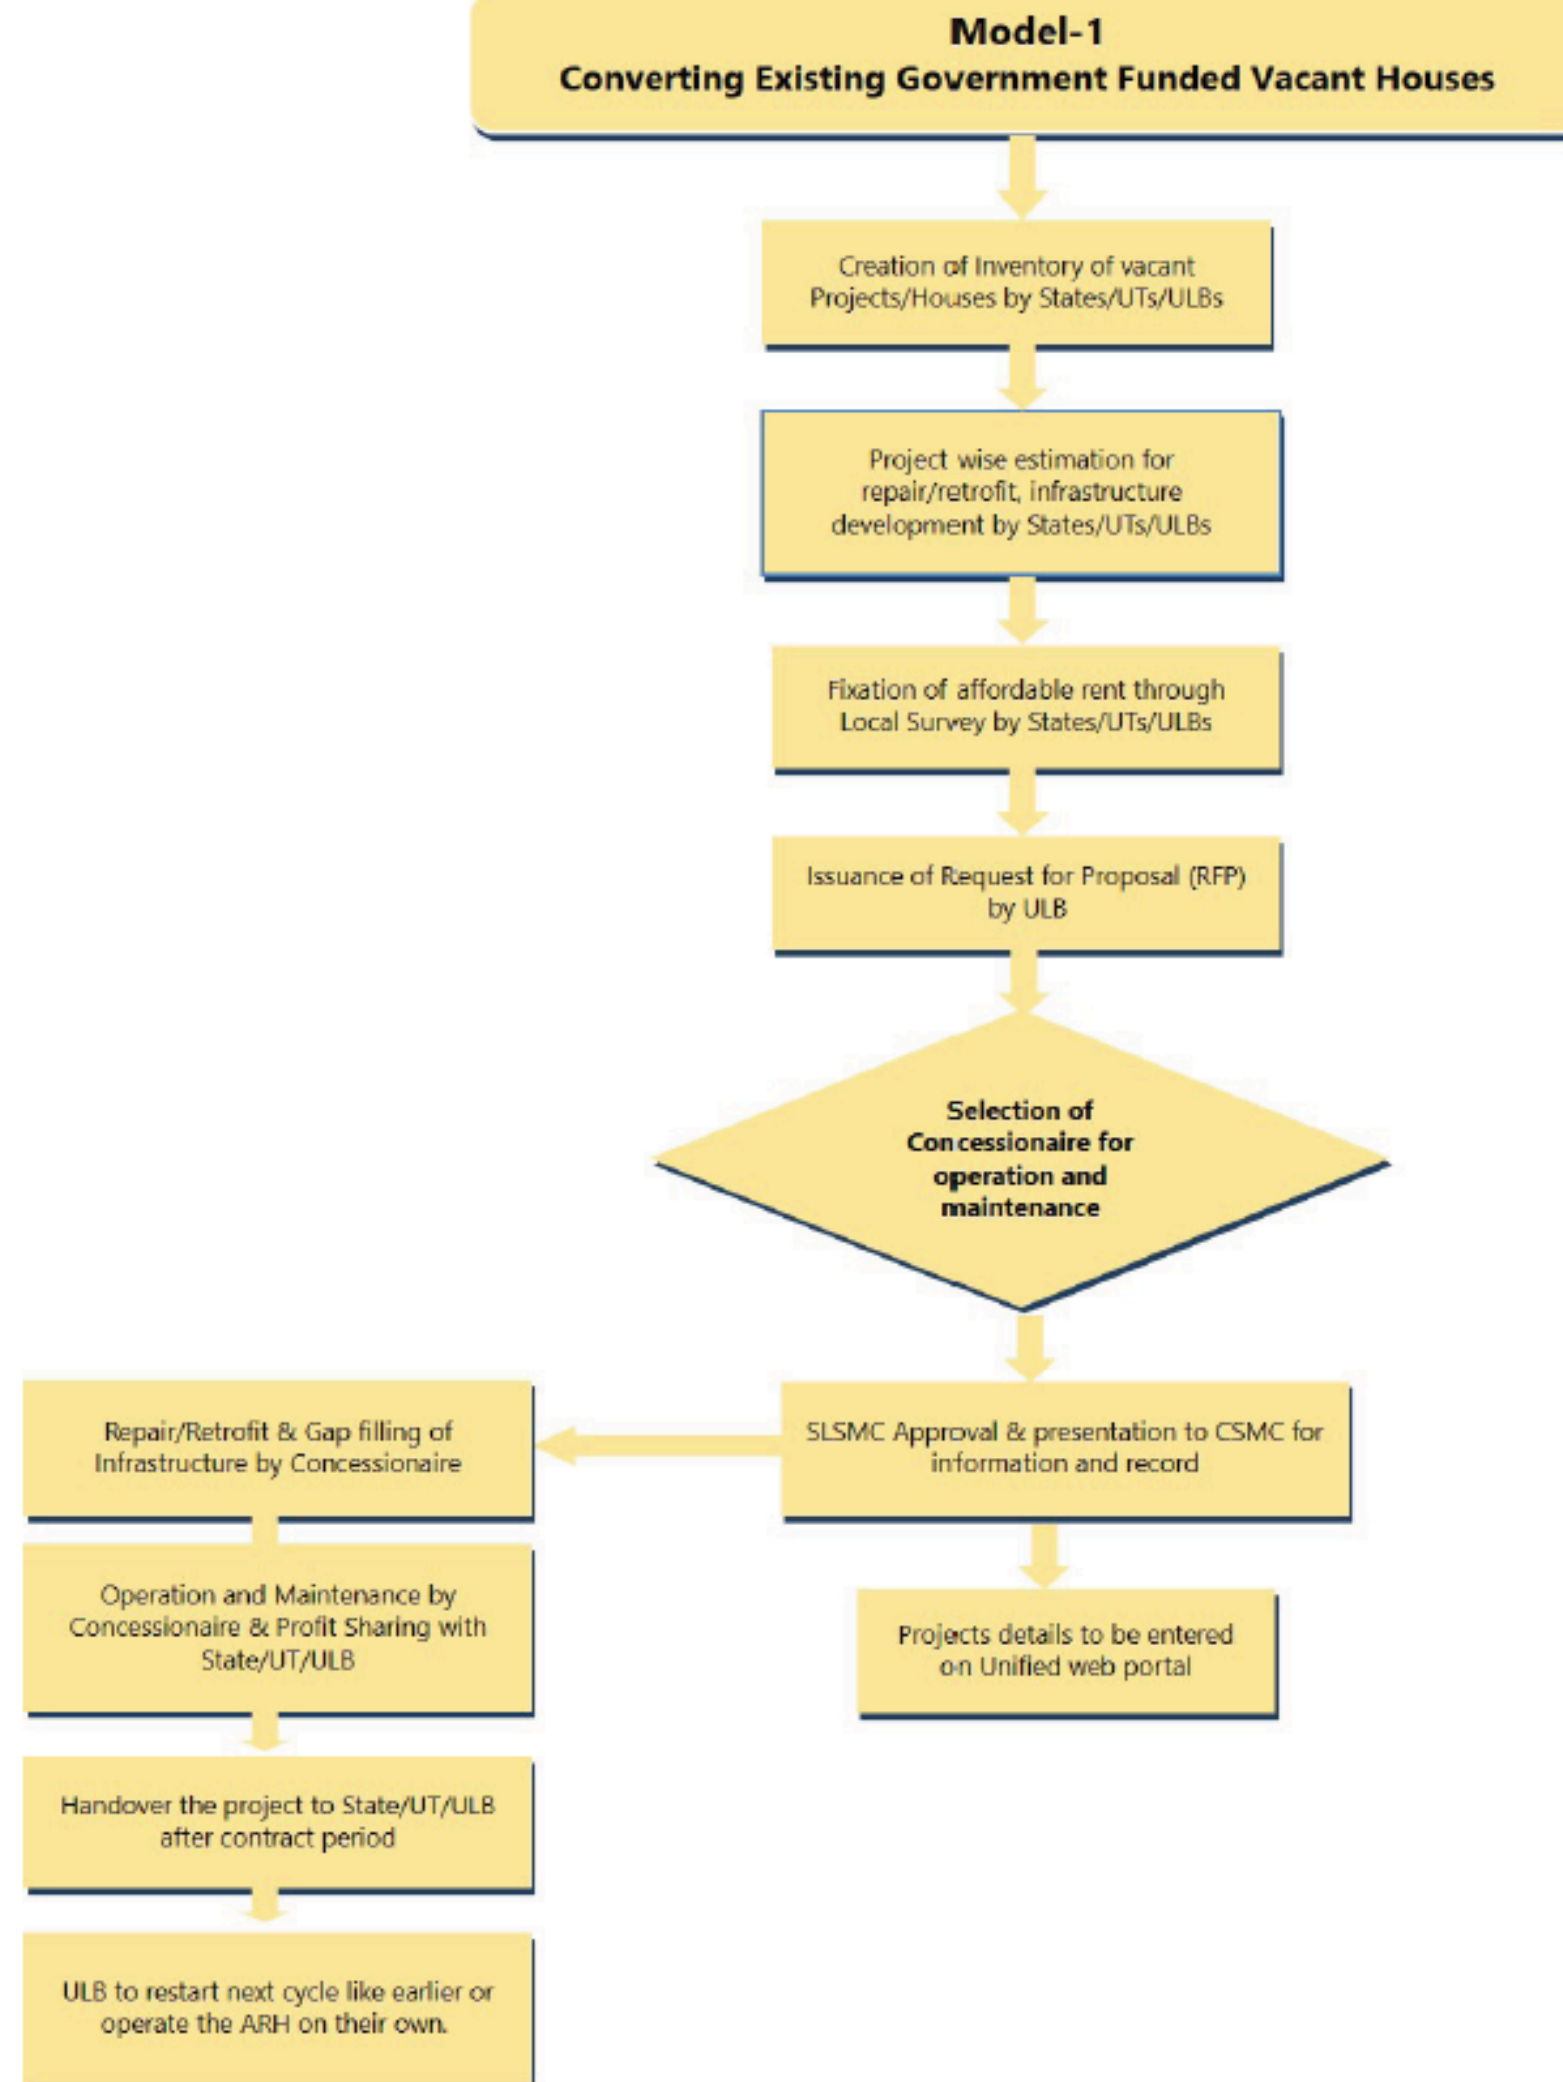 Model-1
Converting Existing Government Funded Vacant Houses
Creation of Inventory of vacant
Projects/Houses by States/UTs/ULBs
Project wise estimation for
repair/retrofit, infrastructure
development by States/UTs/ULBs
Fixation of affordable rent through
Local Survey by States/UTs/ULBs
Issuance of Request for Proposal (RFP)
by ULB
Selection of
Concessionaire for
operation and
maintenance
SLSMC Approval & presentation to CSMC for
information and record
Projects details to be entered
on Unified web portal
Repair/Retrofit & Gap filling of
Infrastructure by Concessionaire
Operation and Maintenance by
Concessionaire & Profit Sharing with
State/UT/ULB
Handover the project to State/UT/ULB
after contract period
ULB to restart next cycle like earlier or
operate the ARH on their own.